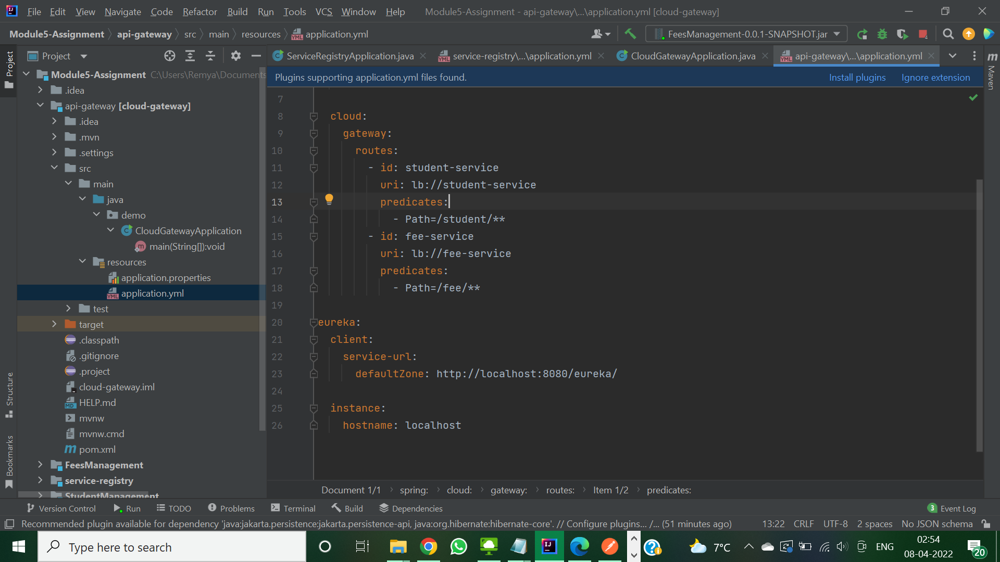 File Edit View Navigate Code Refactor Build Run Tools VCS Window Help Module5-Assignment - api-gateway\...\application.yml [cloud-gateway]
Module5-Assignment api-gateway src main resources application.yml FeesManagement-0.0.1-SNAPSHOT.jar
Project
Project
ServiceRegistryApplication.java service-registry\...\application.yml CloudGatewayApplication.java api-gateway\...\application.yml
Maven
Plugins supporting application.yml files found. Install plugins Ignore extension
Module5-Assignment C:\Users\Remya\Documents
.idea
api-gateway [cloud-gateway]
.idea
.mvn
.settings
src
main
java
demo
CloudGatewayApplication
main(String[]):void
resources
application.properties
application.yml
test
target
.classpath
.gitignore
.project
cloud-gateway.iml
HELP.md
mvnw
mvnw.cmd
pom.xml
FeesManagement
service-registry
StudentManagement
Structure
Bookmarks
7
8 cloud:
9 gateway:
10 routes:
11 - id: student-service
12 uri: lb://student-service
13 predicates:
14 - Path=/student/**
15 - id: fee-service
16 uri: lb://fee-service
17 predicates:
18 - Path=/fee/**
19
20 eureka:
21 client:
22 service-url:
23 defaultZone: http://localhost:8080/eureka/
24
25 instance:
26 hostname: localhost
Document 1/1 spring: cloud: gateway: routes: Item 1/2 predicates:
Version Control Run TODO Problems Terminal Build Dependencies 3 Event Log
Recommended plugin available for dependency 'java:jakarta.persistence:jakarta.persistence-api, java:org.hibernate:hibernate-core'. // Configure plugins... /... (51 minutes ago) 13:22 CRLF UTF-8 2 spaces No JSON schema
Type here to search 7°C ENG 02:54
08-04-2022 20